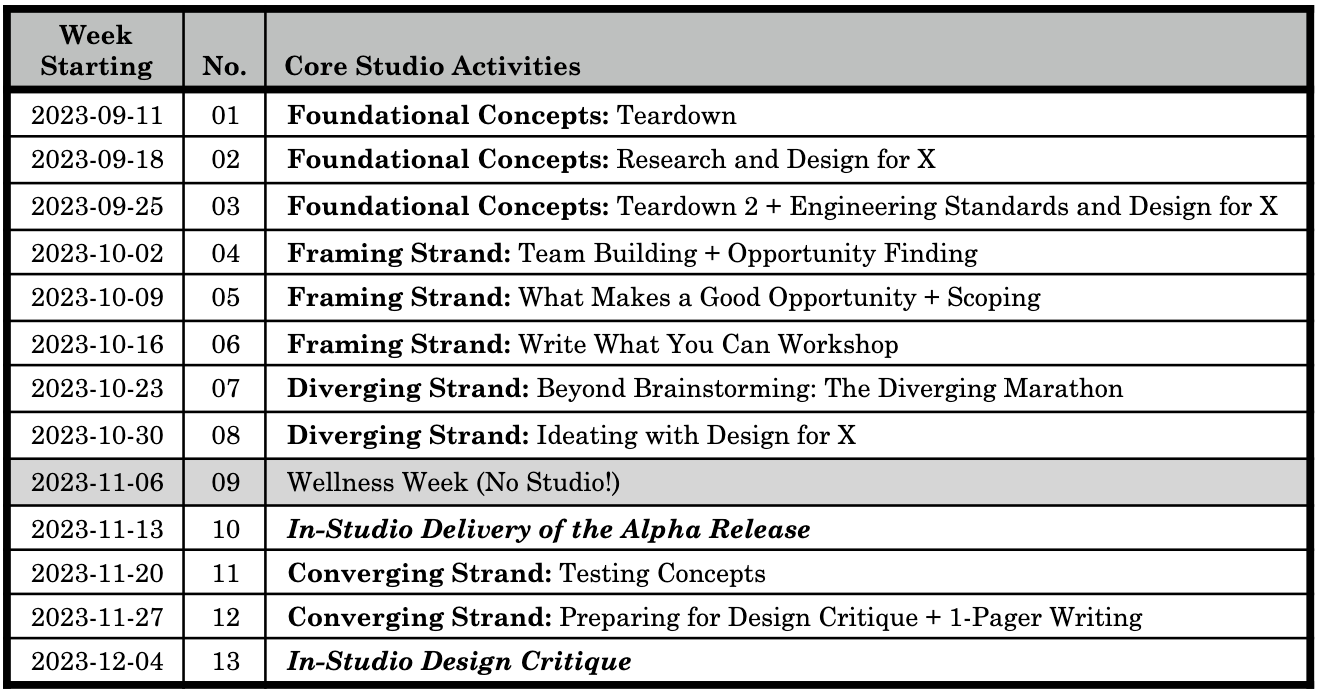 Week
Starting No. Core Studio Activities
2023-09-11 01 Foundational Concepts: Teardown
2023-09-18 02 Foundational Concepts: Research and Design for X
2023-09-25 03 Foundational Concepts: Teardown 2 + Engineering Standards and Design for X
2023-10-02 04 Framing Strand: Team Building + Opportunity Finding
2023-10-09 05 Framing Strand: What Makes a Good Opportunity + Scoping
2023-10-16 06 Framing Strand: Write What You Can Workshop
2023-10-23 07 Diverging Strand: Beyond Brainstorming: The Diverging Marathon
2023-10-30 08 Diverging Strand: Ideating with Design for X
2023-11-06 09 Wellness Week (No Studio!)
2023-11-13 10 In-Studio Delivery of the Alpha Release
2023-11-20 11 Converging Strand: Testing Concepts
2023-11-27 12 Converging Strand: Preparing for Design Critique + 1-Pager Writing
2023-12-04 13 In-Studio Design Critique